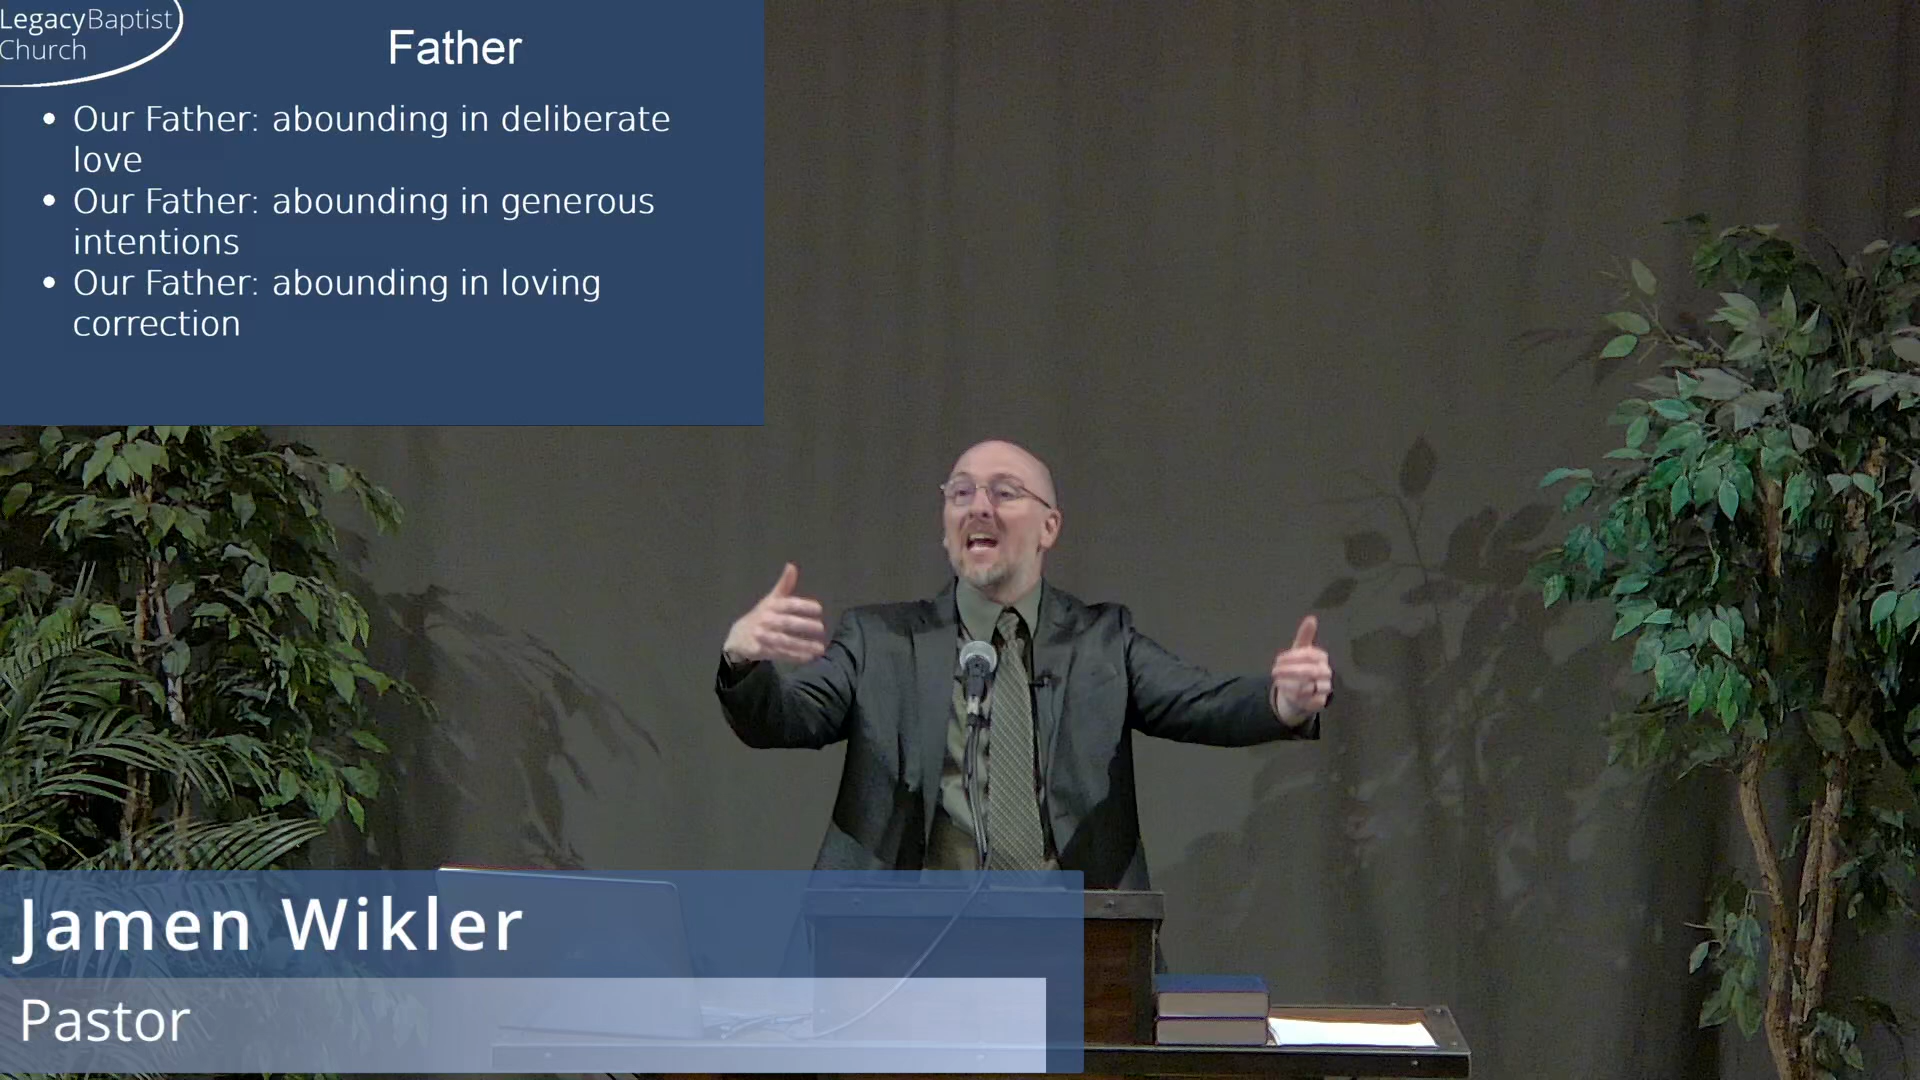 LegacyBaptist
Church
Father
• Our Father: abounding in deliberate
love
• Our Father: abounding in generous
intentions
• Our Father: abounding in loving
correction
Jamen Wikler
Pastor